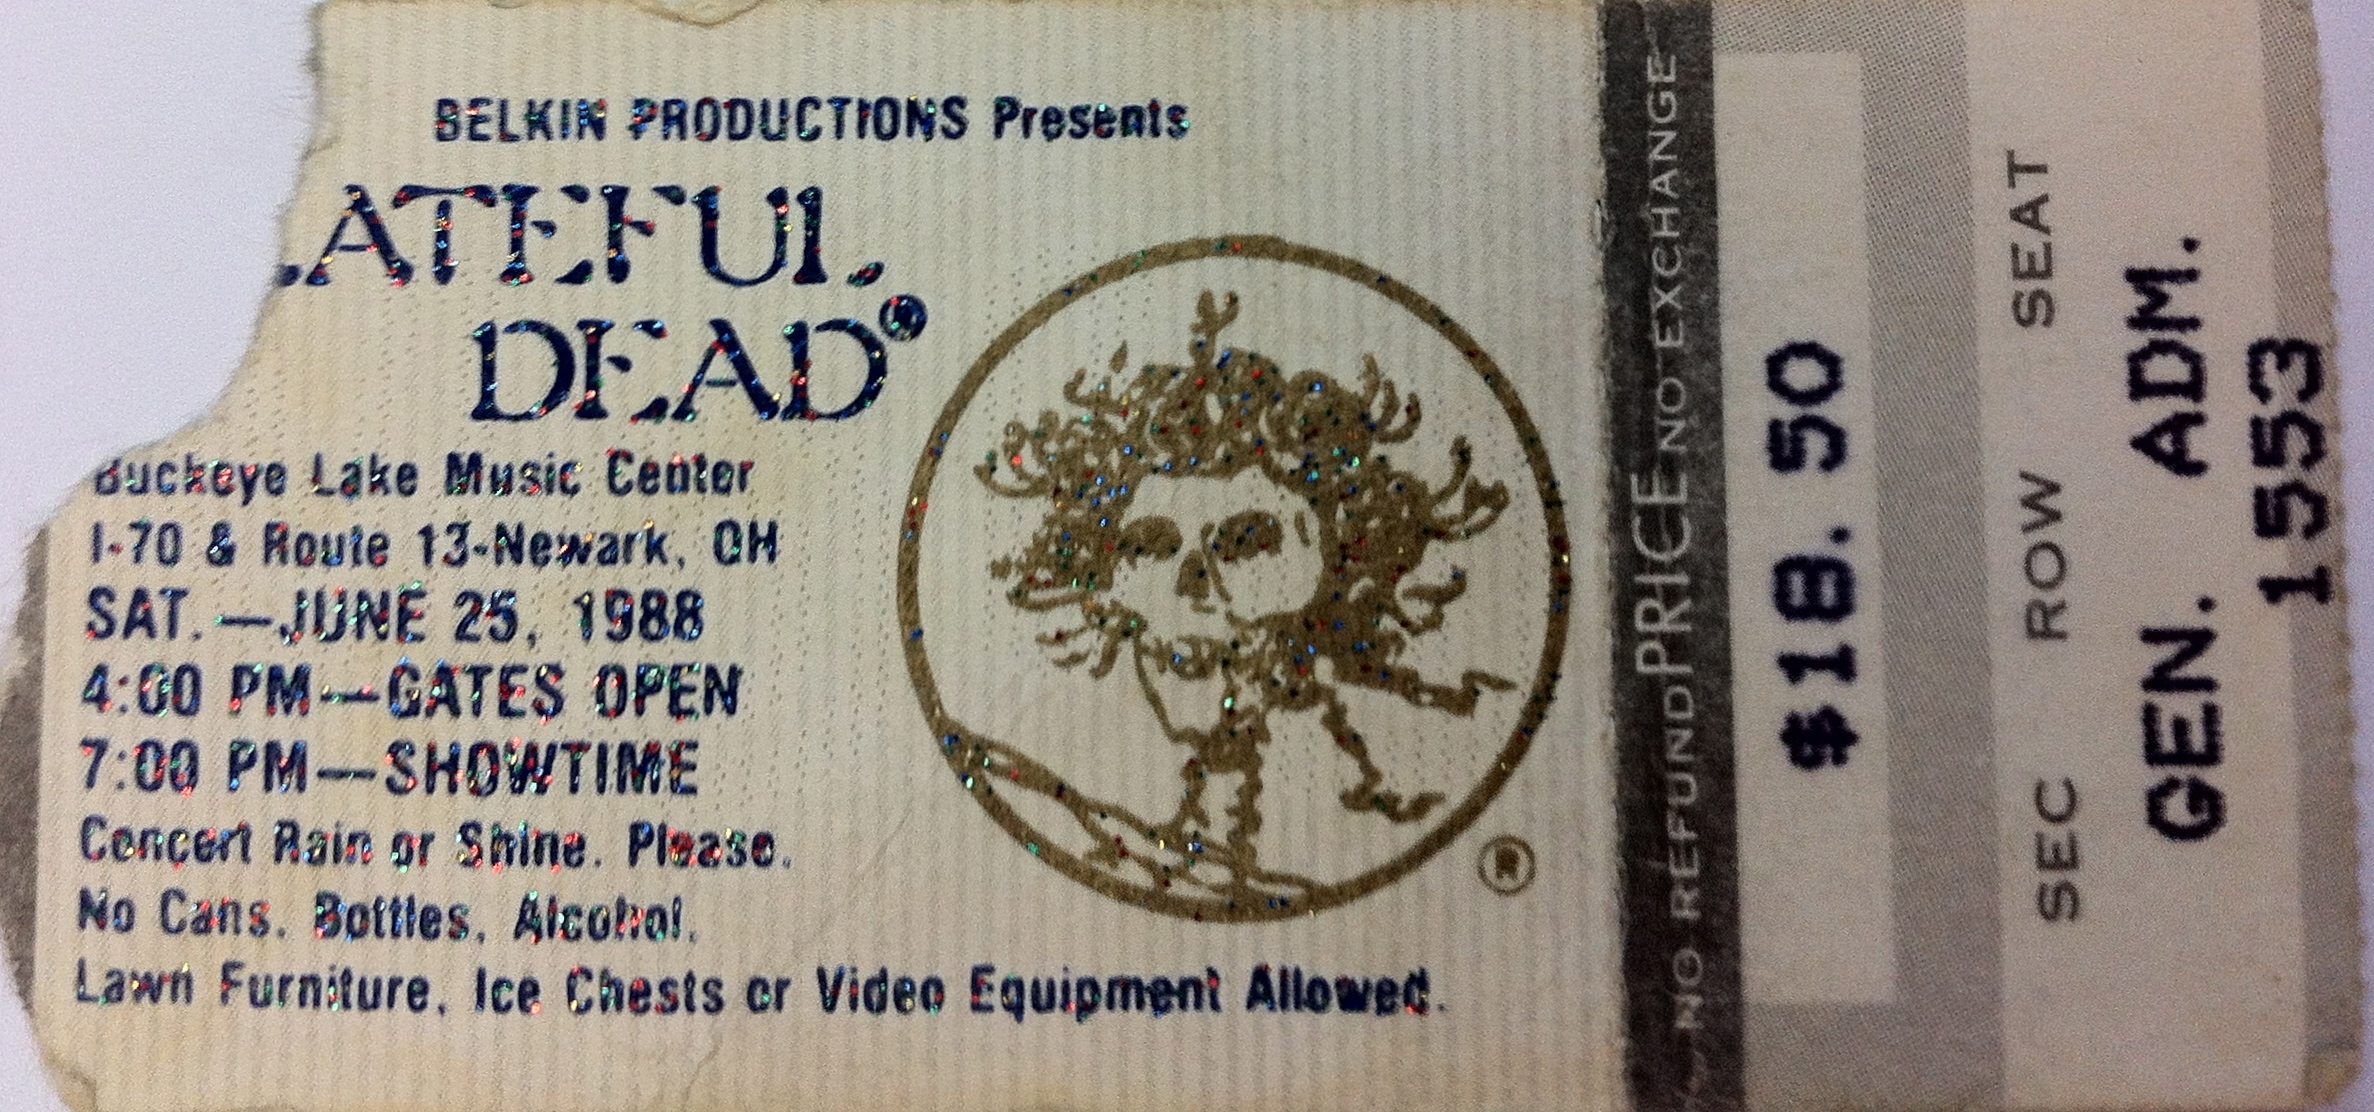 BELKIN PRODUCTIONS Presents
ATEFUL
DEAD®
Buckeye Lake Music Center
I-70 & Route 13-Newark, OH
SAT.—JUNE 25, 1988
4:00 PM—GATES OPEN
7:00 PM—SHOWTIME
Concert Rain or Shine. Please.
No Cans. Bottles. Alcohol.
Lawn Furniture, Ice Chests or Video Equipment Allowed.
®
NO REFUND PRICE NO EXCHANGE
$18.50
SEC ROW SEAT
GEN. ADM.
1553